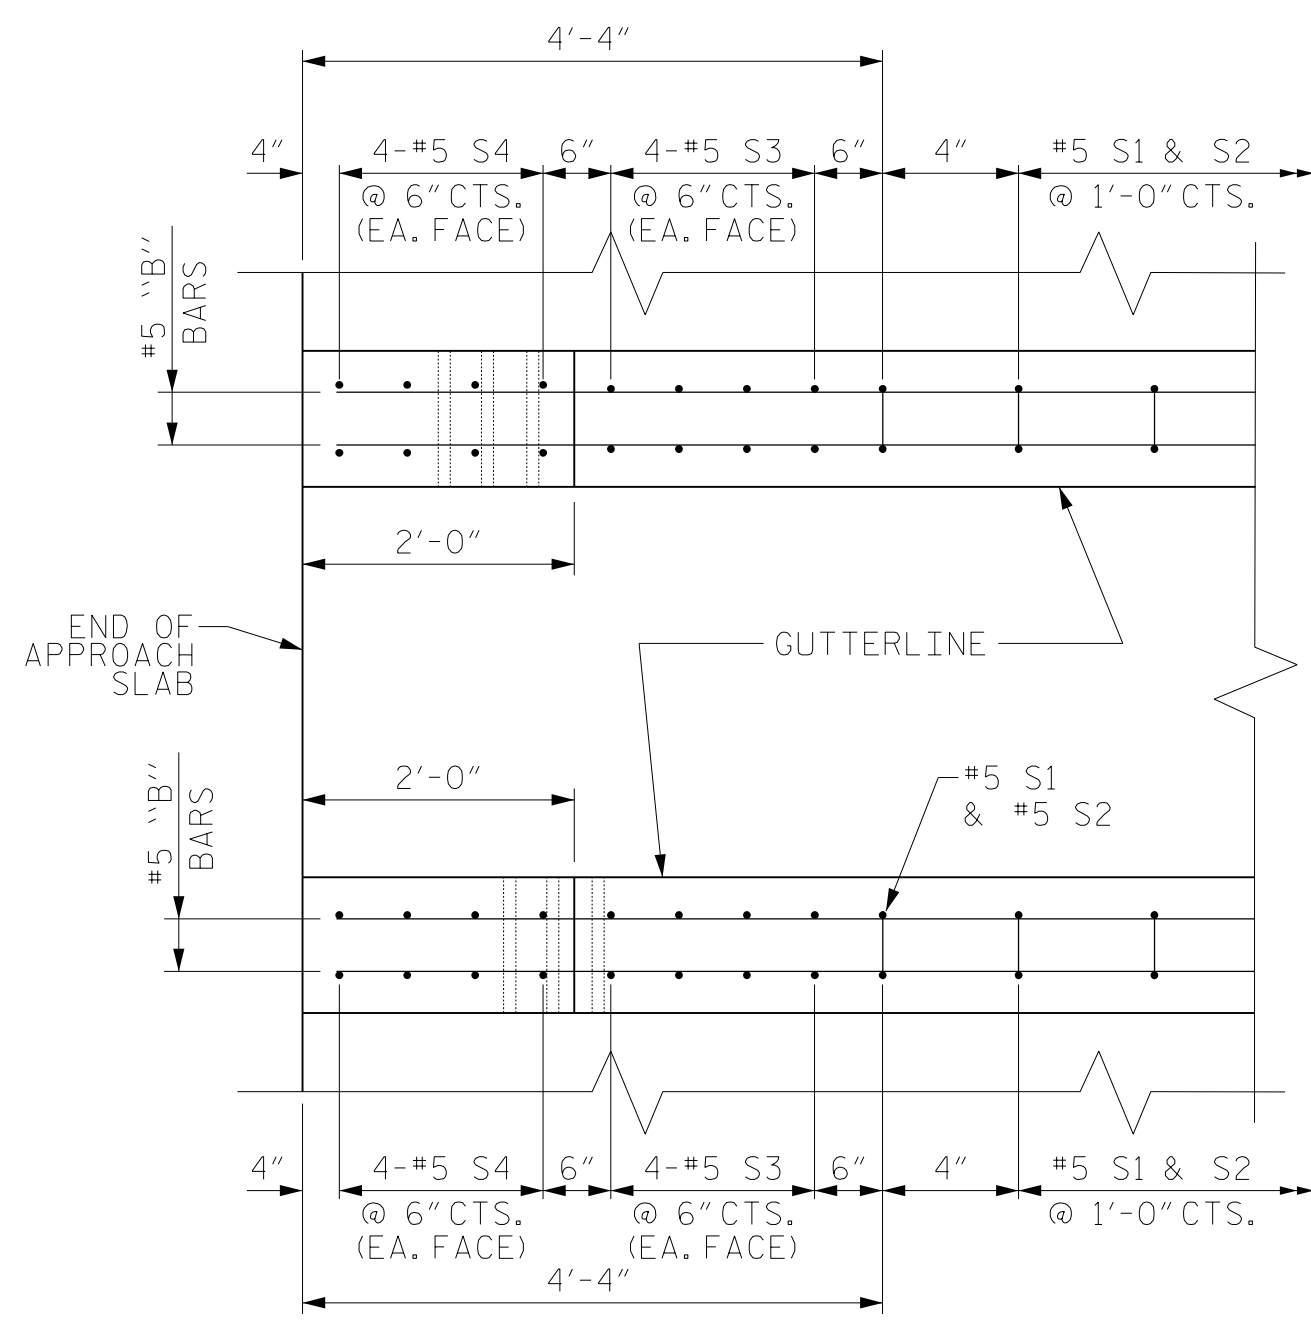 4'-4"
4"
4-#5 S4
6"
4-#5 S3
6"
4"
#5 S1 & S2
@ 6"CTS.
(EA. FACE)
@ 6"CTS.
(EA. FACE)
@ 1'-0"CTS.
#5 "B"
BARS
2'-0"
END OF
APPROACH
SLAB
GUTTERLINE
2'-0"
#5 S1
& #5 S2
#5 "B"
BARS
4"
4-#5 S4
6"
4-#5 S3
6"
4"
#5 S1 & S2
@ 6"CTS.
(EA. FACE)
@ 6"CTS.
(EA. FACE)
@ 1'-0"CTS.
4'-4"